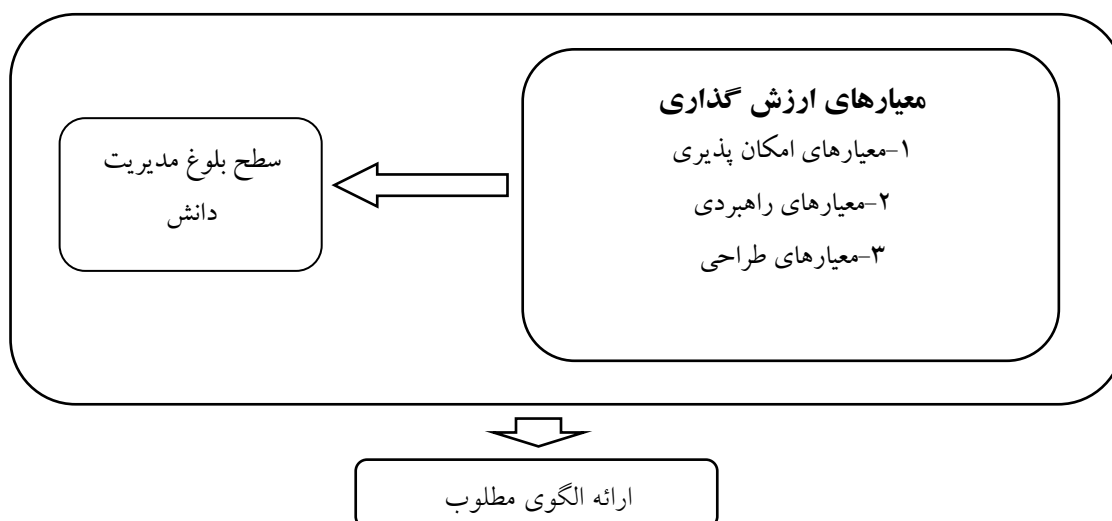 معیارهای ارزش گذاری
۱-معیارهای امکان پذیری
۲-معیارهای راهبردی
۳-معیارهای طراحی
سطح بلوغ مدیریت
دانش
ارائه الگوی مطلوب